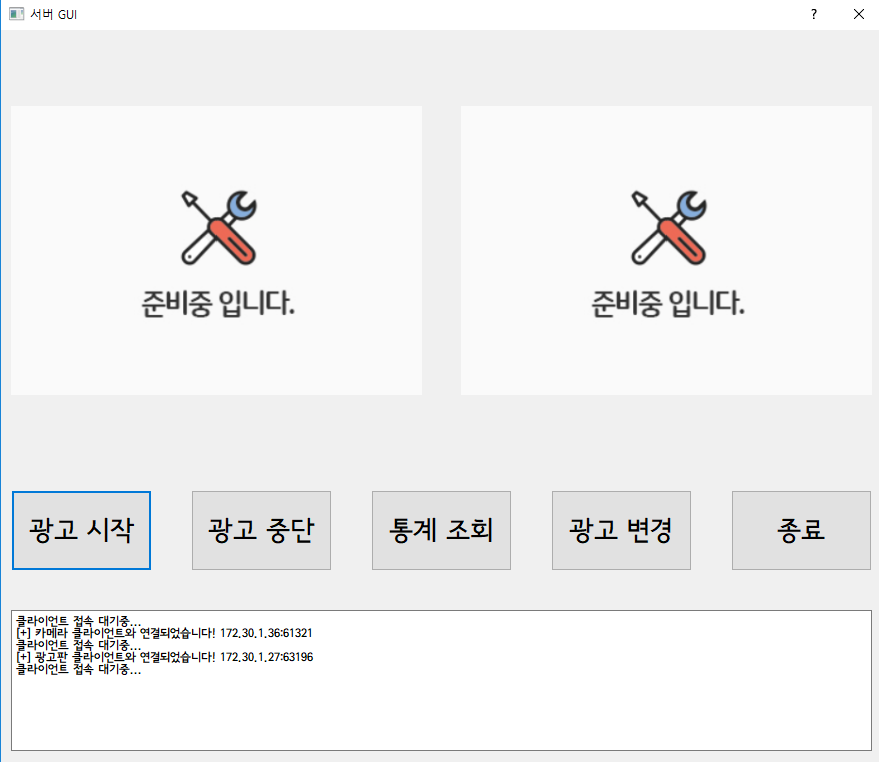 서버 GUI
?
준비중 입니다.
준비중 입니다.
광고 시작
광고 중단
통계 조회
광고 변경
종료
클라이언트 접속 대기중...
[+] 카메라 클라이언트와 연결되었습니다! 172.30.1.36:61321
클라이언트 접속 대기중...
[+] 광고판 클라이언트와 연결되었습니다! 172.30.1.27:63196
클라이언트 접속 대기중...